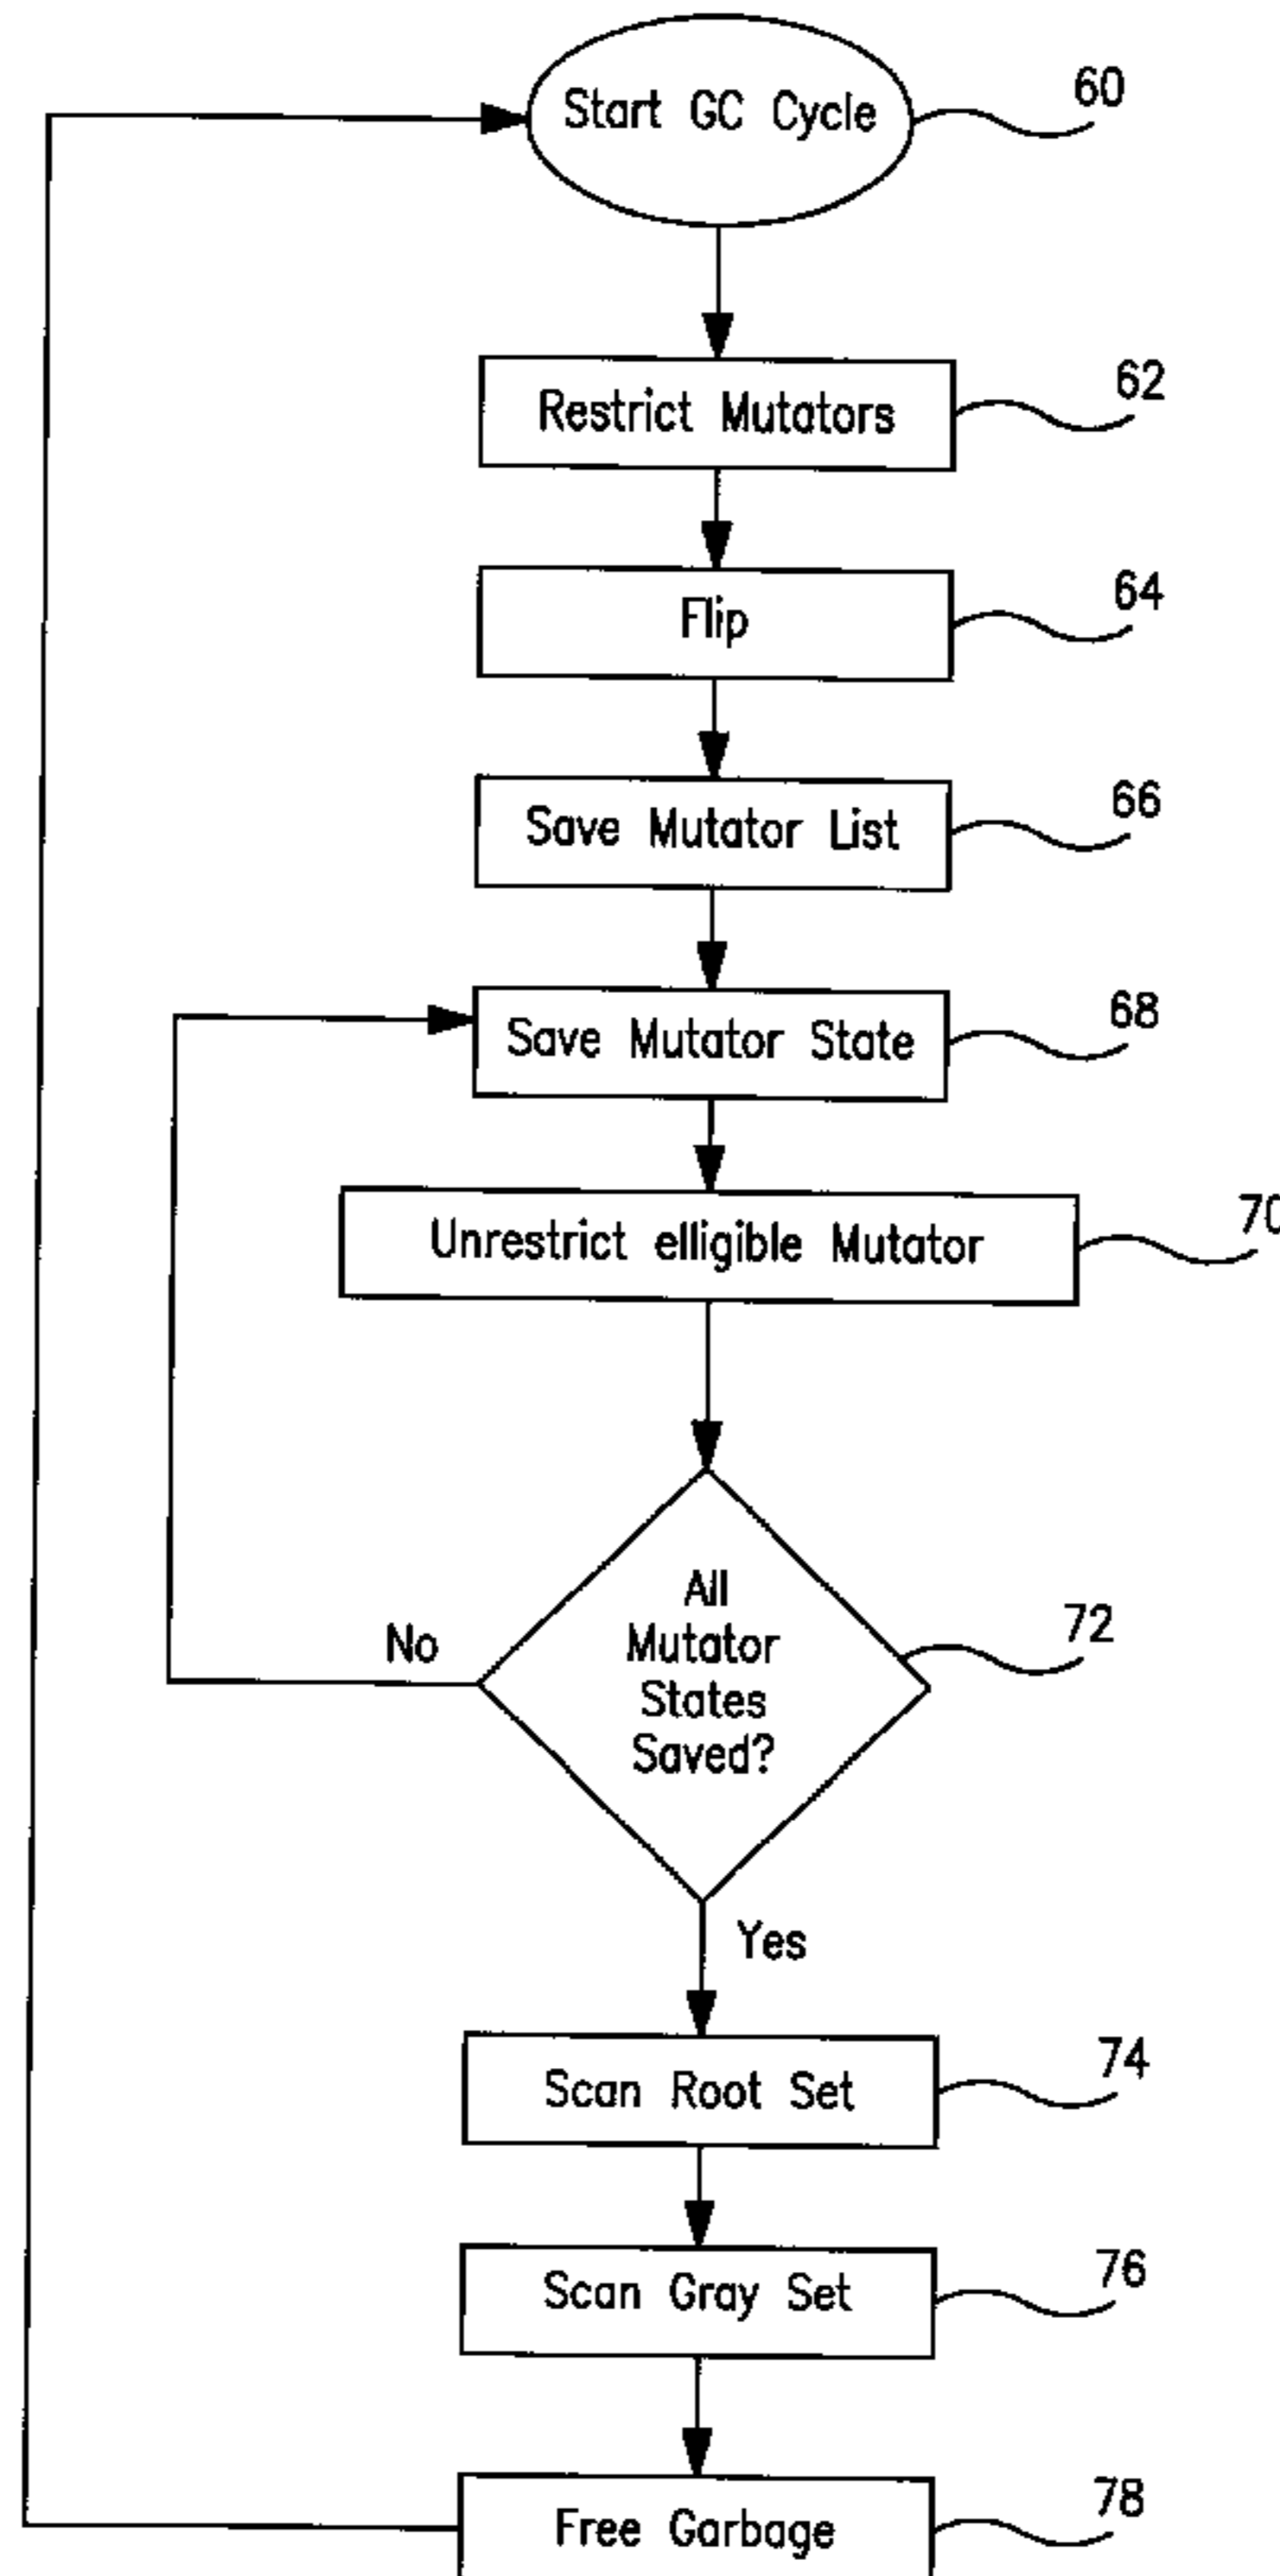 Start GC Cycle
60
Restrict Mutators
62
Flip
64
Save Mutator List
66
Save Mutator State
68
Unrestrict elligible Mutator
70
All
Mutator
States
Saved?
72
No
Yes
Scan Root Set
74
Scan Gray Set
76
Free Garbage
78